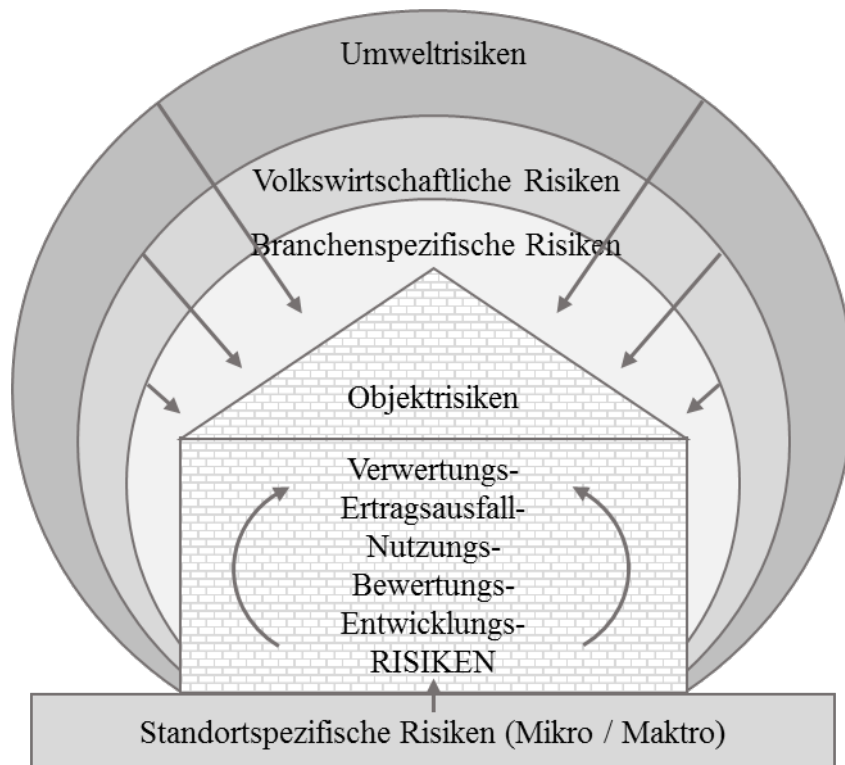 Umweltrisiken
Volkswirtschaftliche Risiken
Branchenspezifische Risiken
Objektrisiken
Verwertungs-
Ertragsausfall-
Nutzungs-
Bewertungs-
Entwicklungs-
RISIKEN
Standortspezifische Risiken (Mikro / Maktro)